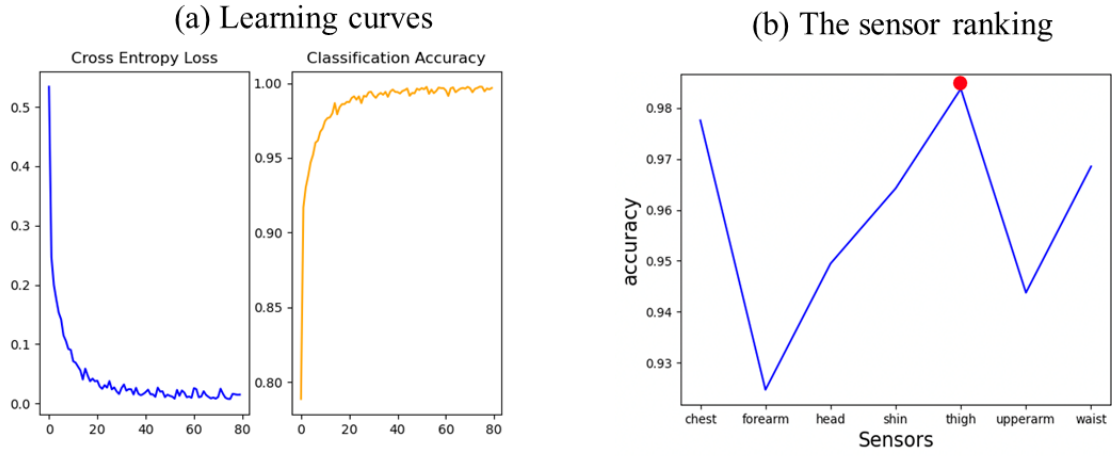 (a) Learning curves
Cross Entropy Loss
0.5
0.4
0.3
0.2
0.1
0.0
0 20 40 60 80
Classification Accuracy
1.00
0.95
0.90
0.85
0.80
0 20 40 60 80
(b) The sensor ranking
accuracy
0.98
0.97
0.96
0.95
0.94
0.93
chest forearm head shin thigh upperarm waist
Sensors